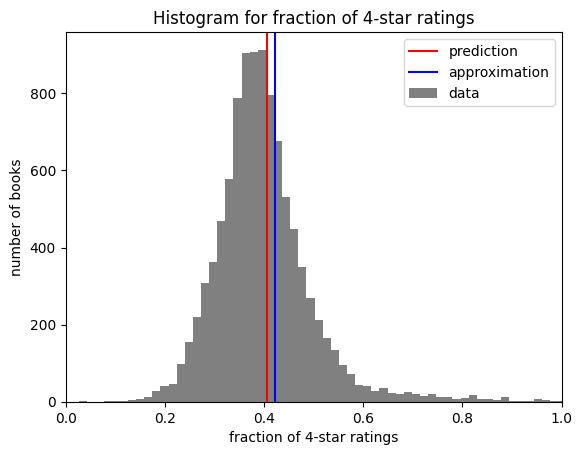 Histogram for fraction of 4-star ratings
prediction
approximation
data
number of books
800
600
400
200
0
0.0 0.2 0.4 0.6 0.8 1.0
fraction of 4-star ratings